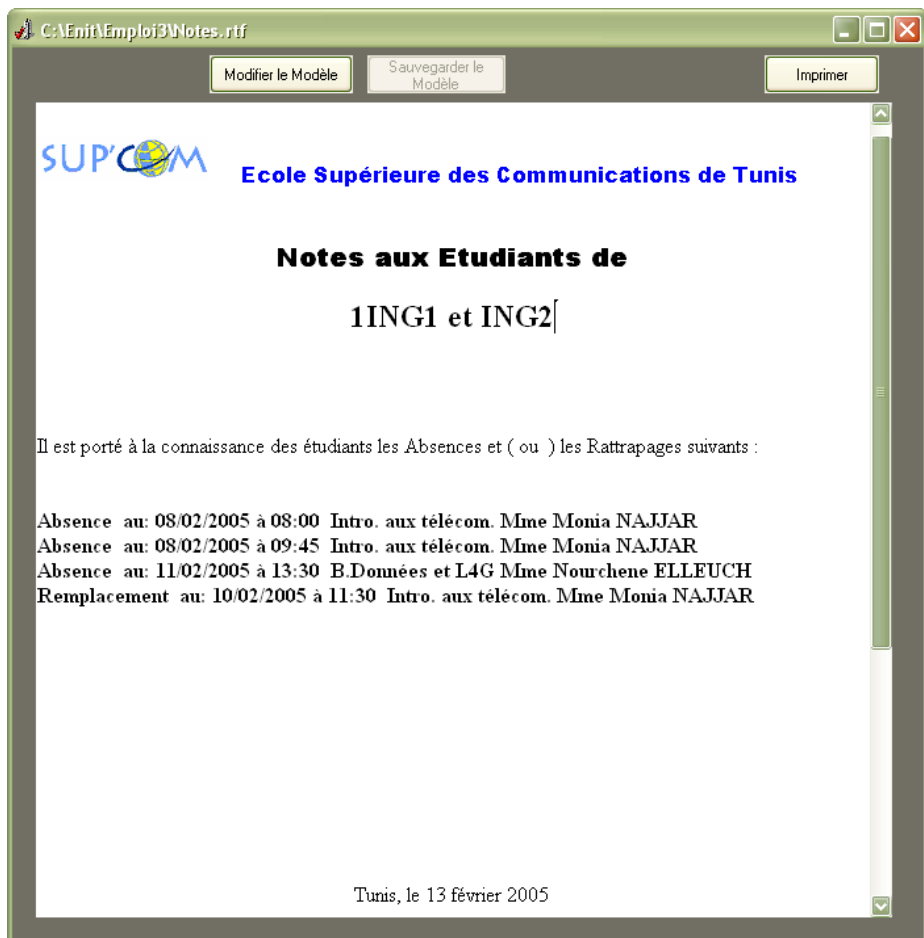 C:\Enit\Emploi3\Notes.rtf
Modifier le Modèle
Sauvegarder le
Modèle
Imprimer
SUP'COM
Ecole Supérieure des Communications de Tunis
Notes aux Etudiants de
1ING1 et ING2
Il est porté à la connaissance des étudiants les Absences et ( ou  ) les Rattrapages suivants :
Absence  au: 08/02/2005 à 08:00  Intro. aux télécom. Mme Monia NAJJAR
Absence  au: 08/02/2005 à 09:45  Intro. aux télécom. Mme Monia NAJJAR
Absence  au: 11/02/2005 à 13:30  B.Données et L4G Mme Nourchene ELLEUCH
Remplacement  au: 10/02/2005 à 11:30  Intro. aux télécom. Mme Monia NAJJAR
Tunis, le 13 février 2005